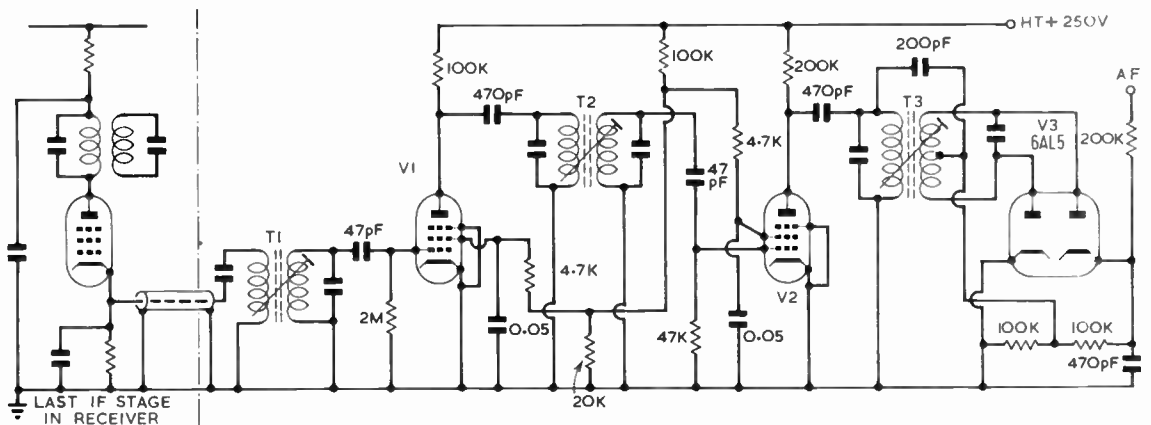 HT+ 250V
100K
200pF
AF
100K
200K
470pF
T2
470pF
T3
V3
6AL5
200K
4.7K
V1
47
pF
T1
47pF
4.7K
V2
2M
0.05
47K
0.05
100K
100K
470pF
20K
LAST IF STAGE
IN RECEIVER